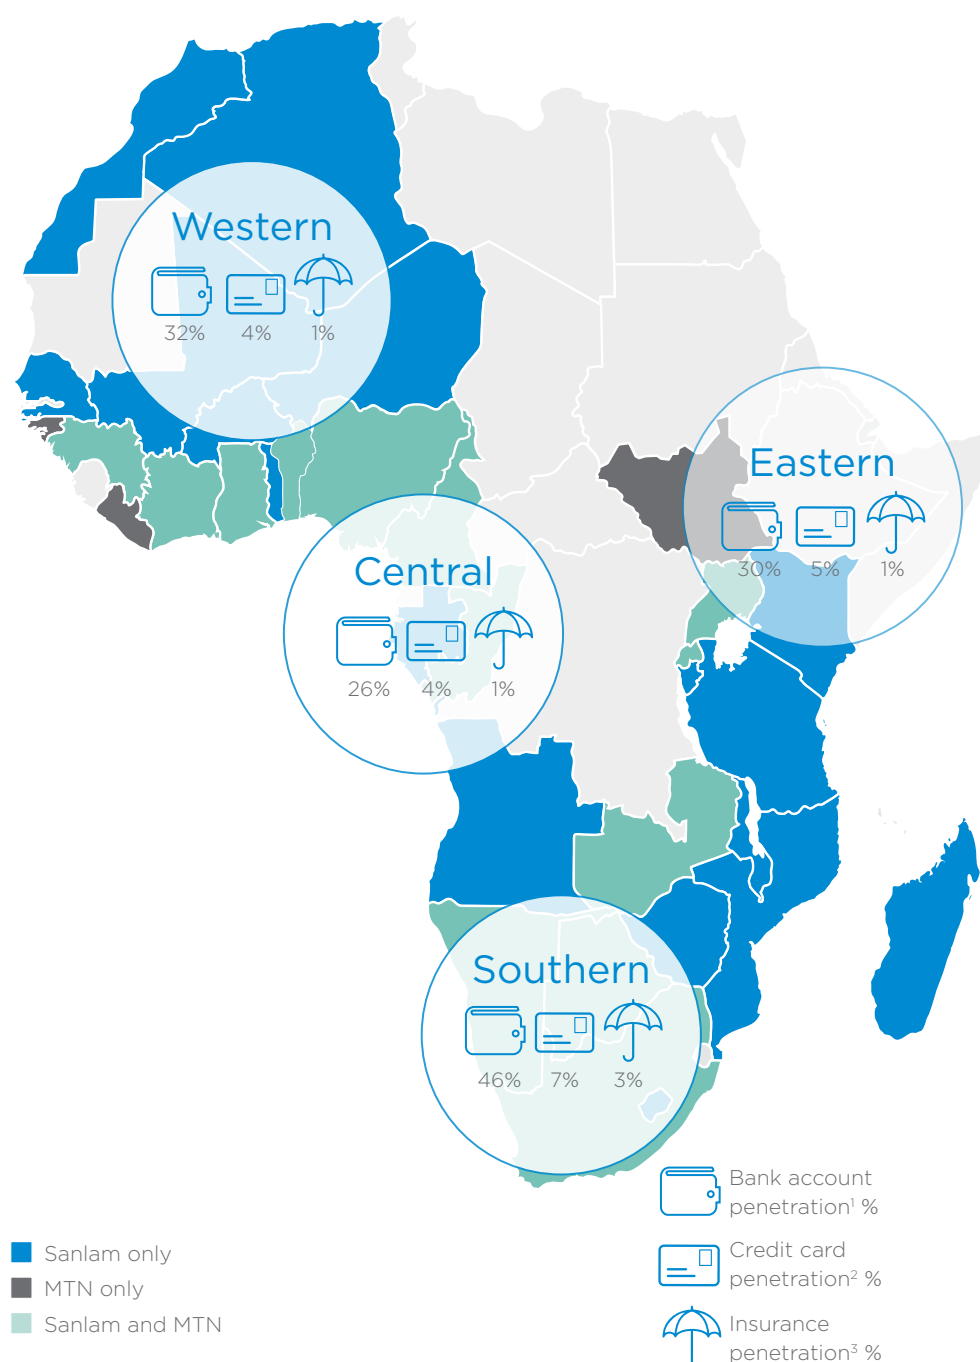 Western
32% 4% 1%
Eastern
30% 5% 1%
Central
26% 4% 1%
Southern
46% 7% 3%
Bank account
penetration¹ %
Credit card
penetration² %
Insurance
penetration³ %
Sanlam only
MTN only
Sanlam and MTN